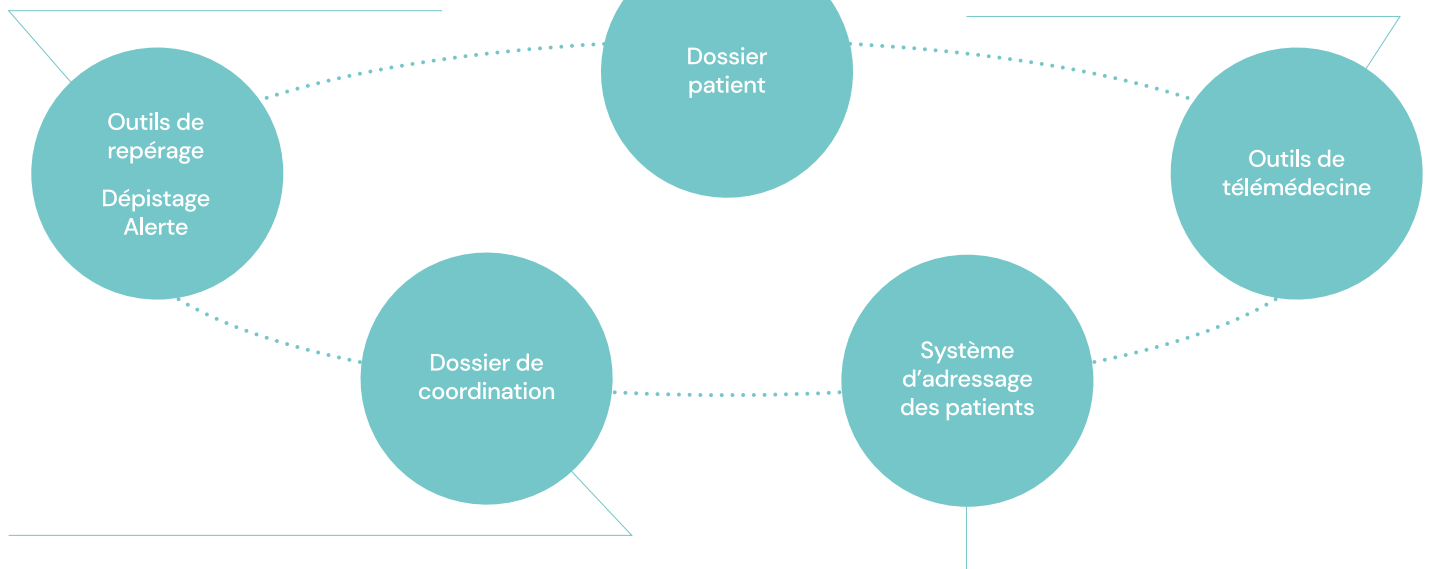 Dossier
patient
Outils de
repérage
Dépistage
Alerte
Outils de
télémédecine
Dossier de
coordination
Système
d’adressage
des patients